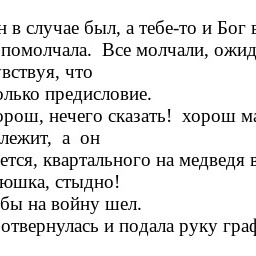 в случае был, а тебе-то и Бог
помолчала. Все молчали, ожид
вствуя, что
олько предисловие.
орош, нечего сказать! хорош ма
лежит, а он
ется, квартального на медведя в
юшка, стыдно!
бы на войну шел.
отвернулась и подала руку граф